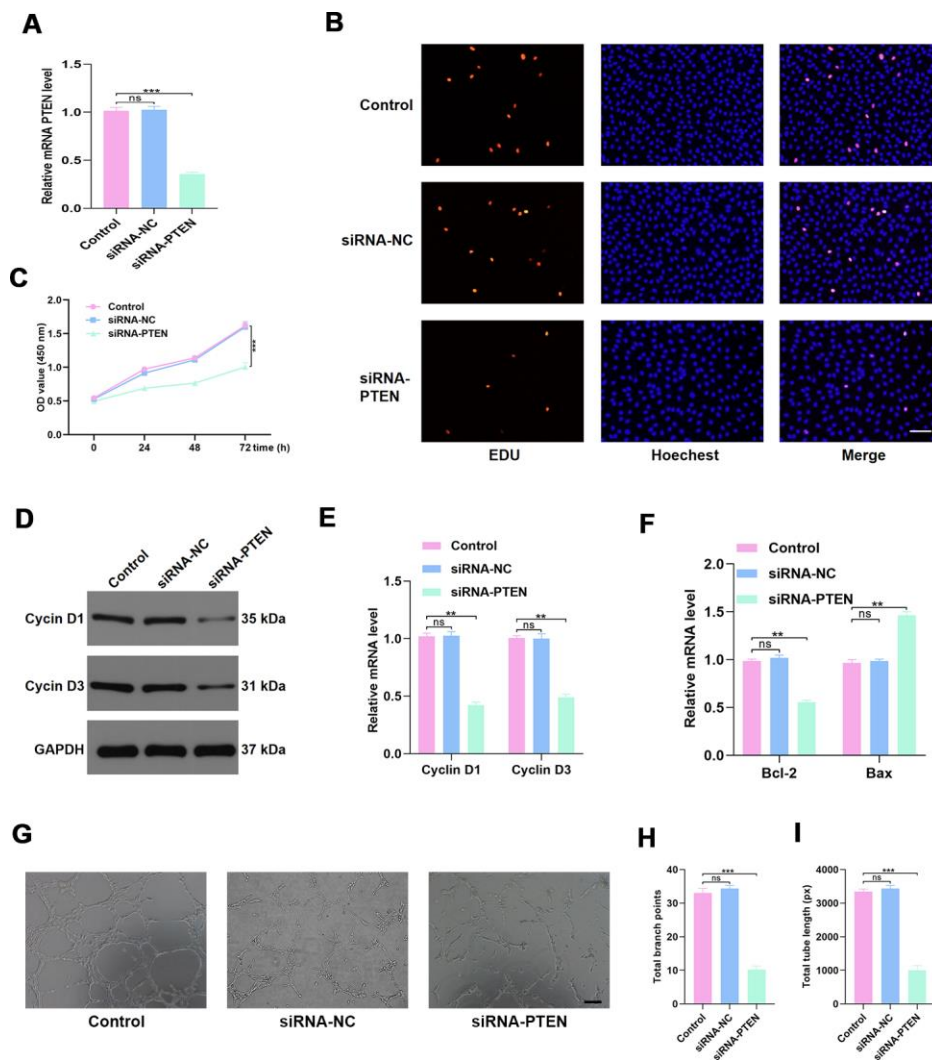 A
Relative mRNA PTEN level
1.5
1.0
0.5
0.0
***
ns
Control
siRNA-NC
siRNA-PTEN
B
Control
siRNA-NC
siRNA-
PTEN
EDU
Hoechest
Merge
C
OD value (450 nm)
2.0
1.5
1.0
0.5
0.0
Control
siRNA-NC
siRNA-PTEN
***
0
24
48
72 time (h)
D
Control
siRNA-NC
siRNA-PTEN
Cycin D1
35 kDa
Cycin D3
31 kDa
GAPDH
37 kDa
E
Control
siRNA-NC
siRNA-PTEN
Relative mRNA level
1.5
1.0
0.5
0.0
**
ns
**
ns
Cyclin D1
Cyclin D3
F
Control
siRNA-NC
siRNA-PTEN
Relative mRNA level
2.0
1.5
1.0
0.5
0.0
**
ns
**
ns
Bcl-2
Bax
G
Control
siRNA-NC
siRNA-PTEN
H
Total branch points
40
30
20
10
0
***
ns
Control
siRNA-NC
siRNA-PTEN
I
Total tube length (px)
4000
3000
2000
1000
0
***
ns
Control
siRNA-NC
siRNA-PTEN